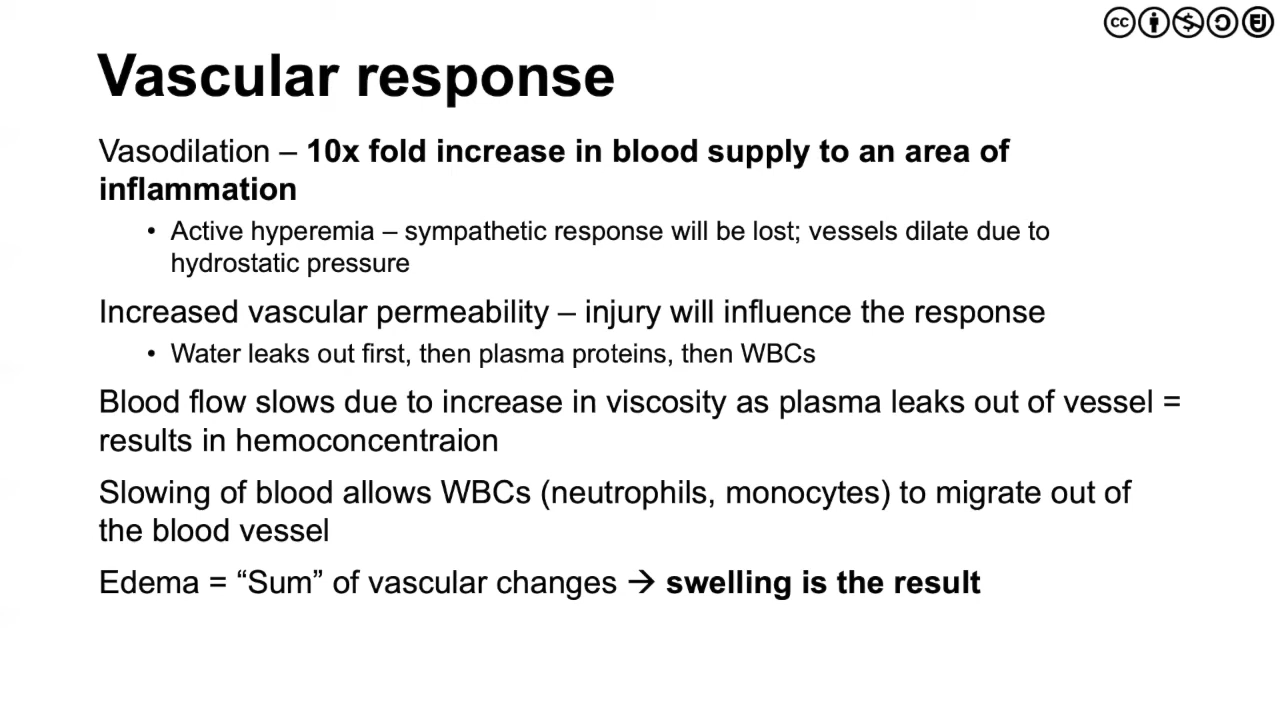 Vascular response
Vasodilation – 10x fold increase in blood supply to an area of
inflammation
• Active hyperemia – sympathetic response will be lost; vessels dilate due to
hydrostatic pressure
Increased vascular permeability – injury will influence the response
• Water leaks out first, then plasma proteins, then WBCs
Blood flow slows due to increase in viscosity as plasma leaks out of vessel =
results in hemoconcentraion
Slowing of blood allows WBCs (neutrophils, monocytes) to migrate out of
the blood vessel
Edema = “Sum” of vascular changes → swelling is the result